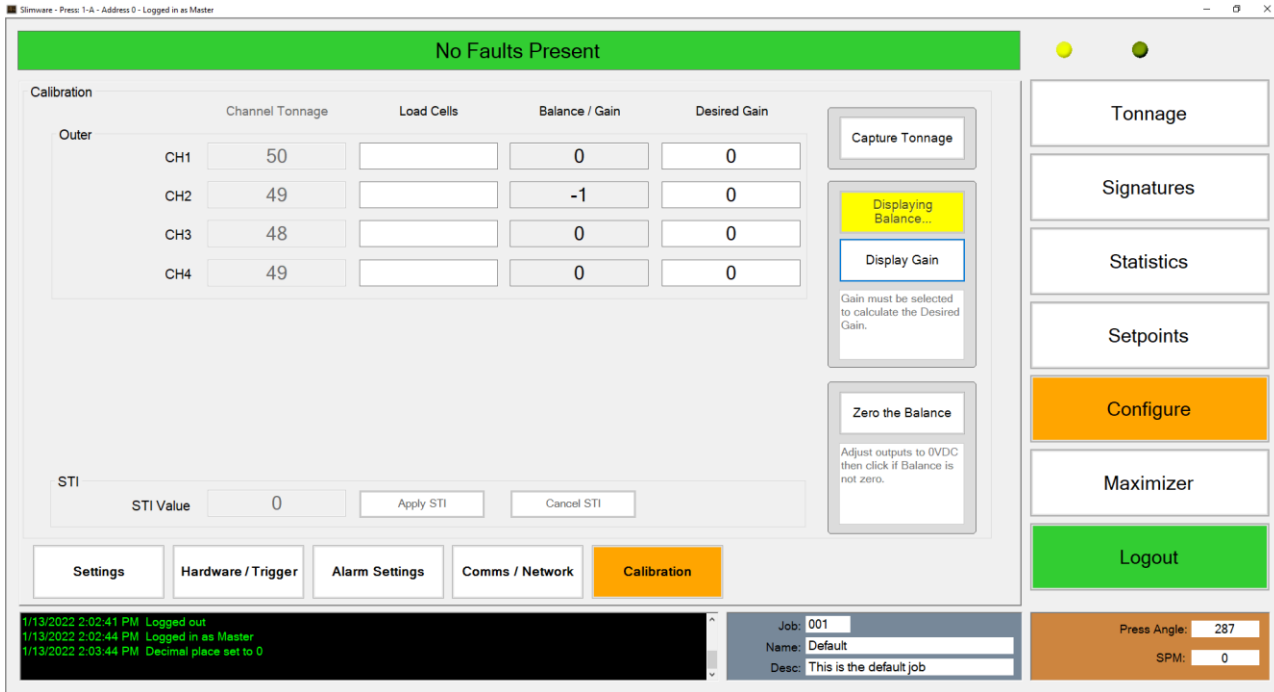 Slimware - Press: 1-A - Address 0 - Logged in as Master
No Faults Present
Calibration
Channel Tonnage Load Cells Balance / Gain Desired Gain
Outer
CH1 50 0 0
CH2 49 -1 0
CH3 48 0 0
CH4 49 0 0
Capture Tonnage
Displaying
Balance...
Display Gain
Gain must be selected
to calculate the Desired
Gain.
Zero the Balance
Adjust outputs to 0VDC
then click if Balance is
not zero.
STI
STI Value 0 Apply STI Cancel STI
Settings Hardware / Trigger Alarm Settings Comms / Network Calibration
Tonnage
Signatures
Statistics
Setpoints
Configure
Maximizer
Logout
1/13/2022 2:02:41 PM Logged out
1/13/2022 2:02:44 PM Logged in as Master
1/13/2022 2:03:44 PM Decimal place set to 0
Job: 001
Name: Default
Desc: This is the default job
Press Angle: 287
SPM: 0